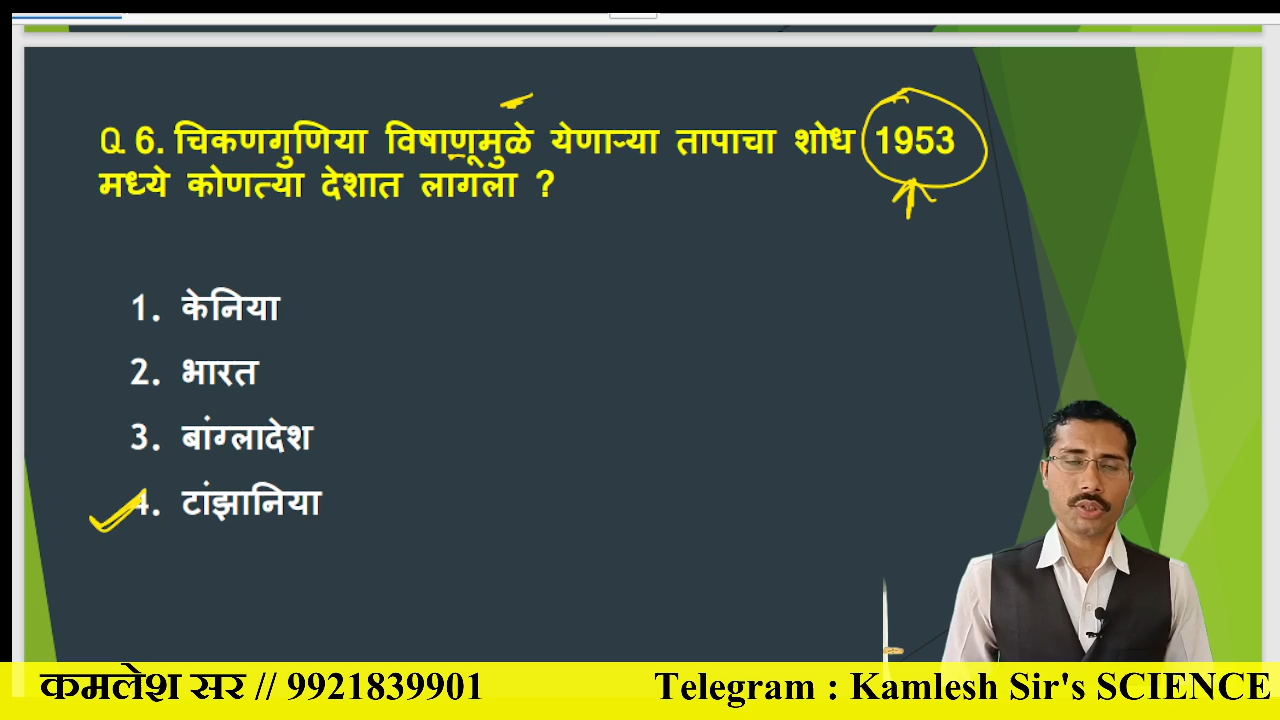 Q 6. चिकणगुणिया विषाणूमुळे येणाऱ्या तापाचा शोध 1953
मध्ये कोणत्या देशात लागला ?
1. केनिया
2. भारत
3. बांग्लादेश
4. टांझानिया
कमलेश सर // 9921839901
Telegram : Kamlesh Sir's SCIENCE